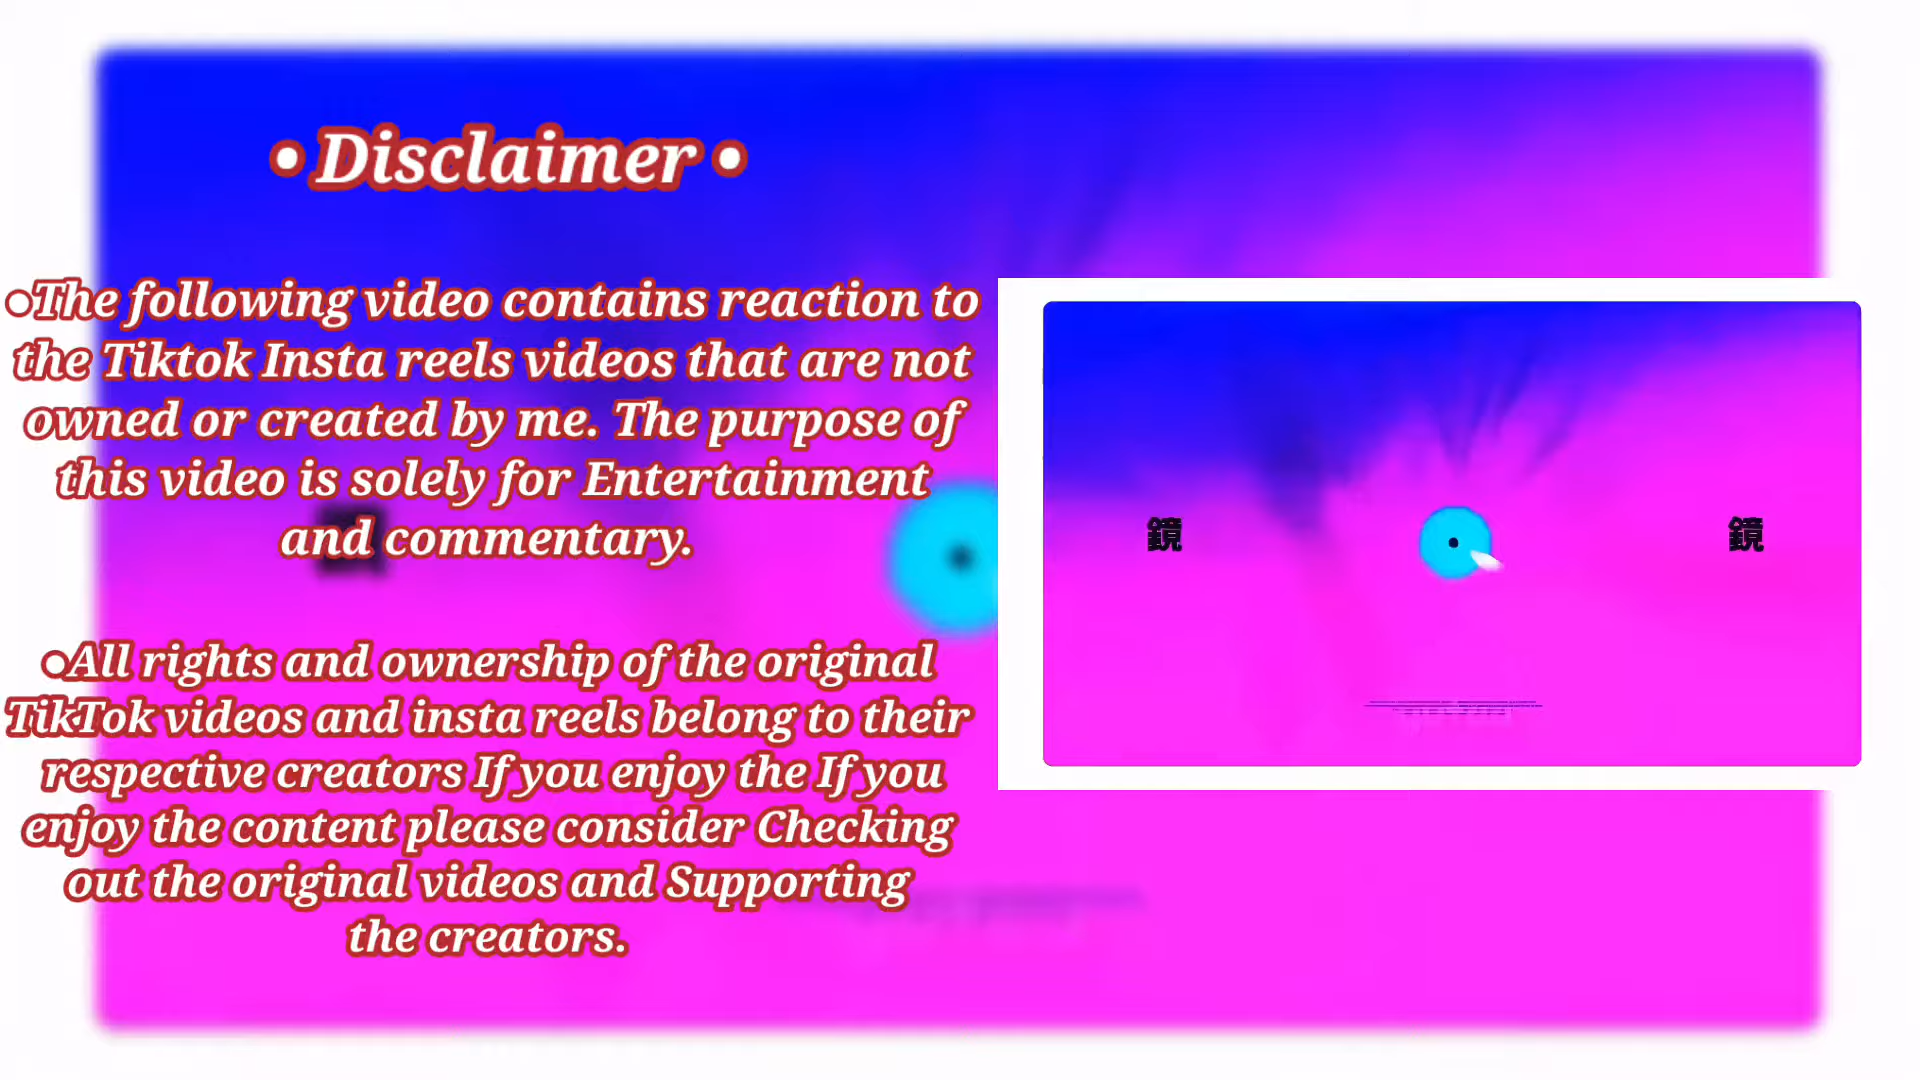 • Disclaimer •
•The following video contains reaction to
the Tiktok Insta reels videos that are not
owned or created by me. The purpose of
this video is solely for Entertainment
and commentary.
•All rights and ownership of the original
TikTok videos and insta reels belong to their
respective creators If you enjoy the If you
enjoy the content please consider Checking
out the original videos and Supporting
the creators.
鏡
鏡